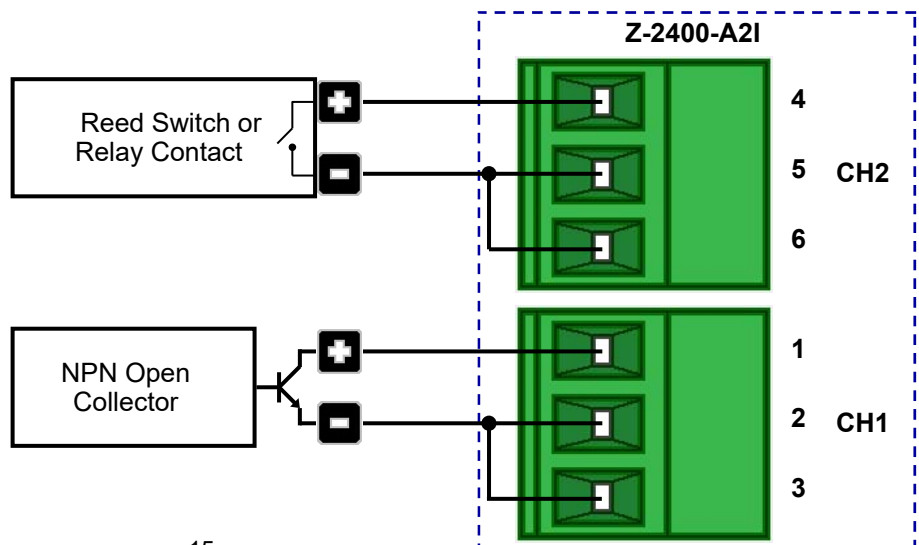 Z-2400-A2I
Reed Switch or
Relay Contact
4
5
CH2
6
NPN Open
Collector
1
2
CH1
3